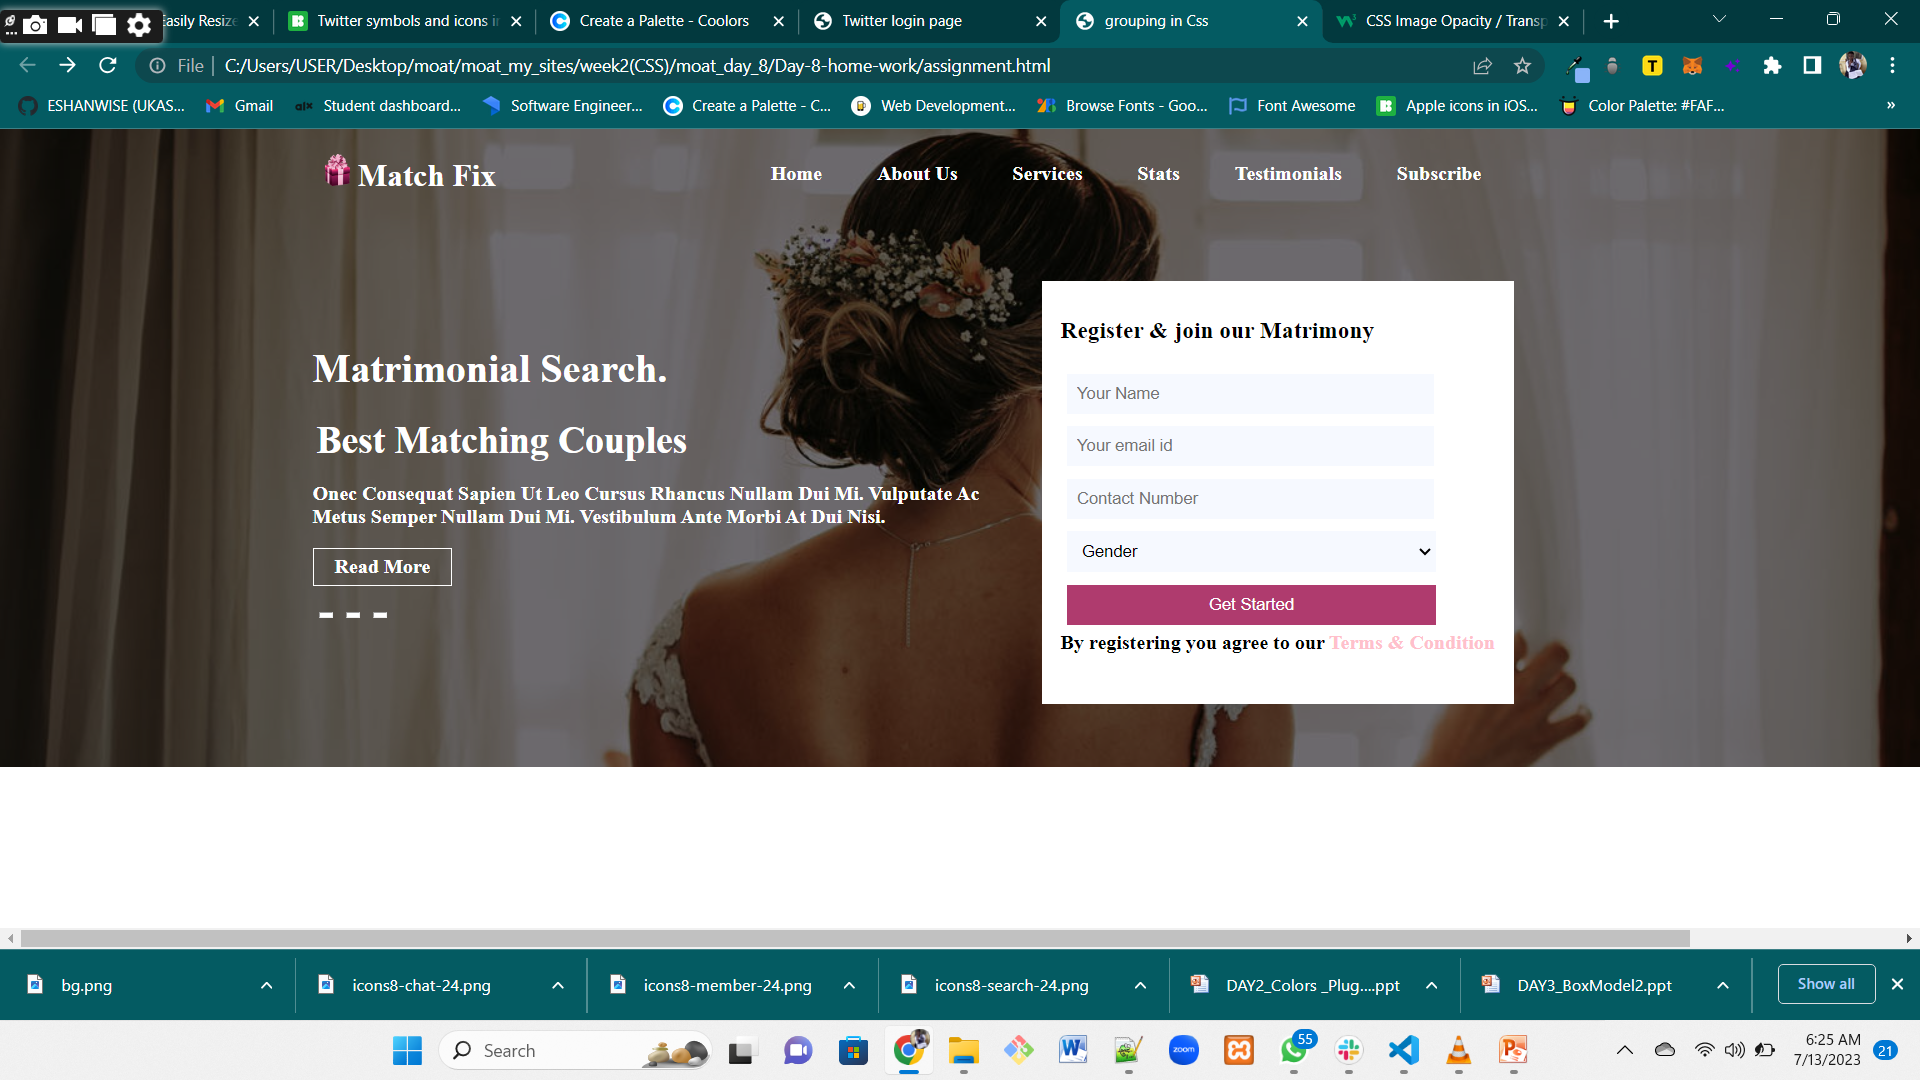 Easily Resize
Twitter symbols and icons in
Create a Palette - Coolors
Twitter login page
grouping in Css
CSS Image Opacity / Transp
File
C:/Users/USER/Desktop/moat/moat_my_sites/week2(CSS)/moat_day_8/Day-8-home-work/assignment.html
ESHANWISE (UKAS...
Gmail
Student dashboard...
Software Engineer...
Create a Palette - C...
Web Development...
Browse Fonts - Goo...
Font Awesome
Apple icons in iOS...
Color Palette: #FAF...
»
Match Fix
Home
About Us
Services
Stats
Testimonials
Subscribe
Matrimonial Search.
Best Matching Couples
Onec Consequat Sapien Ut Leo Cursus Rhancus Nullam Dui Mi. Vulputate Ac
Metus Semper Nullam Dui Mi. Vestibulum Ante Morbi At Dui Nisi.
Read More
Register & join our Matrimony
Your Name
Your email id
Contact Number
Gender
Get Started
By registering you agree to our Terms & Condition
bg.png
icons8-chat-24.png
icons8-member-24.png
icons8-search-24.png
DAY2_Colors _Plug....ppt
DAY3_BoxModel2.ppt
Show all
Search
zoom
55
6:25 AM
7/13/2023
21